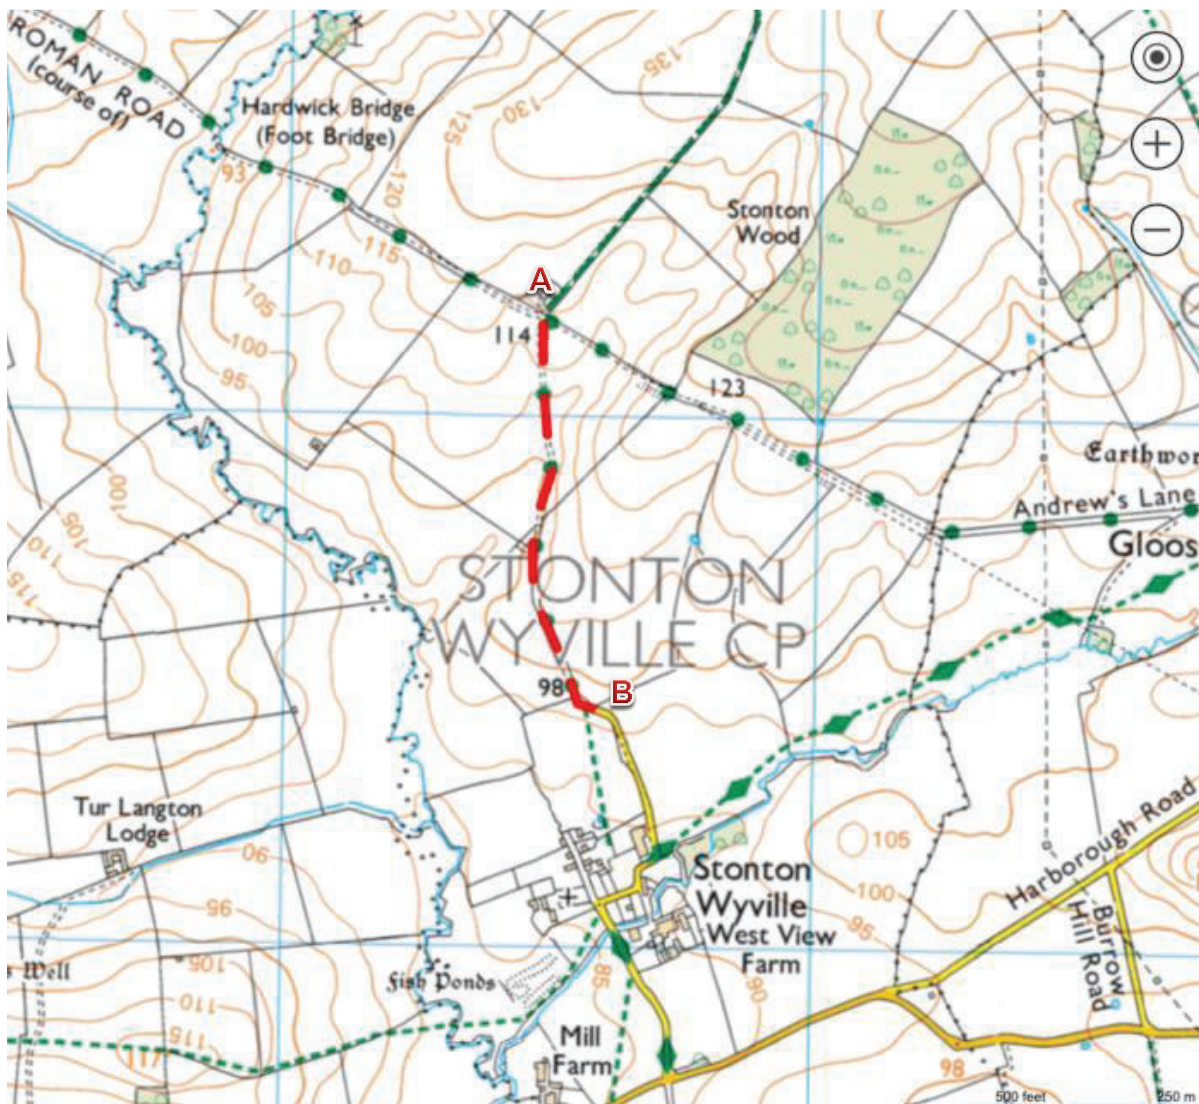 ROMAN ROAD
(course of)
Hardwick Bridge
(Foot Bridge)
93
125
130
135
120
115
110
105
100
95
Stonton
Wood
A
114
123
Andrew's Lane
Gloos
100
105
110
115
STONTON
WYVILLE CP
98
B
Tur Langton
Lodge
90
95
105
100
95
Harborough Road
Burrow
Hill Road
Stonton
Wyville
West View
Farm
90
85
Well
Fish Ponds
105
110
115
Mill
Farm
98
500 feet
250 m